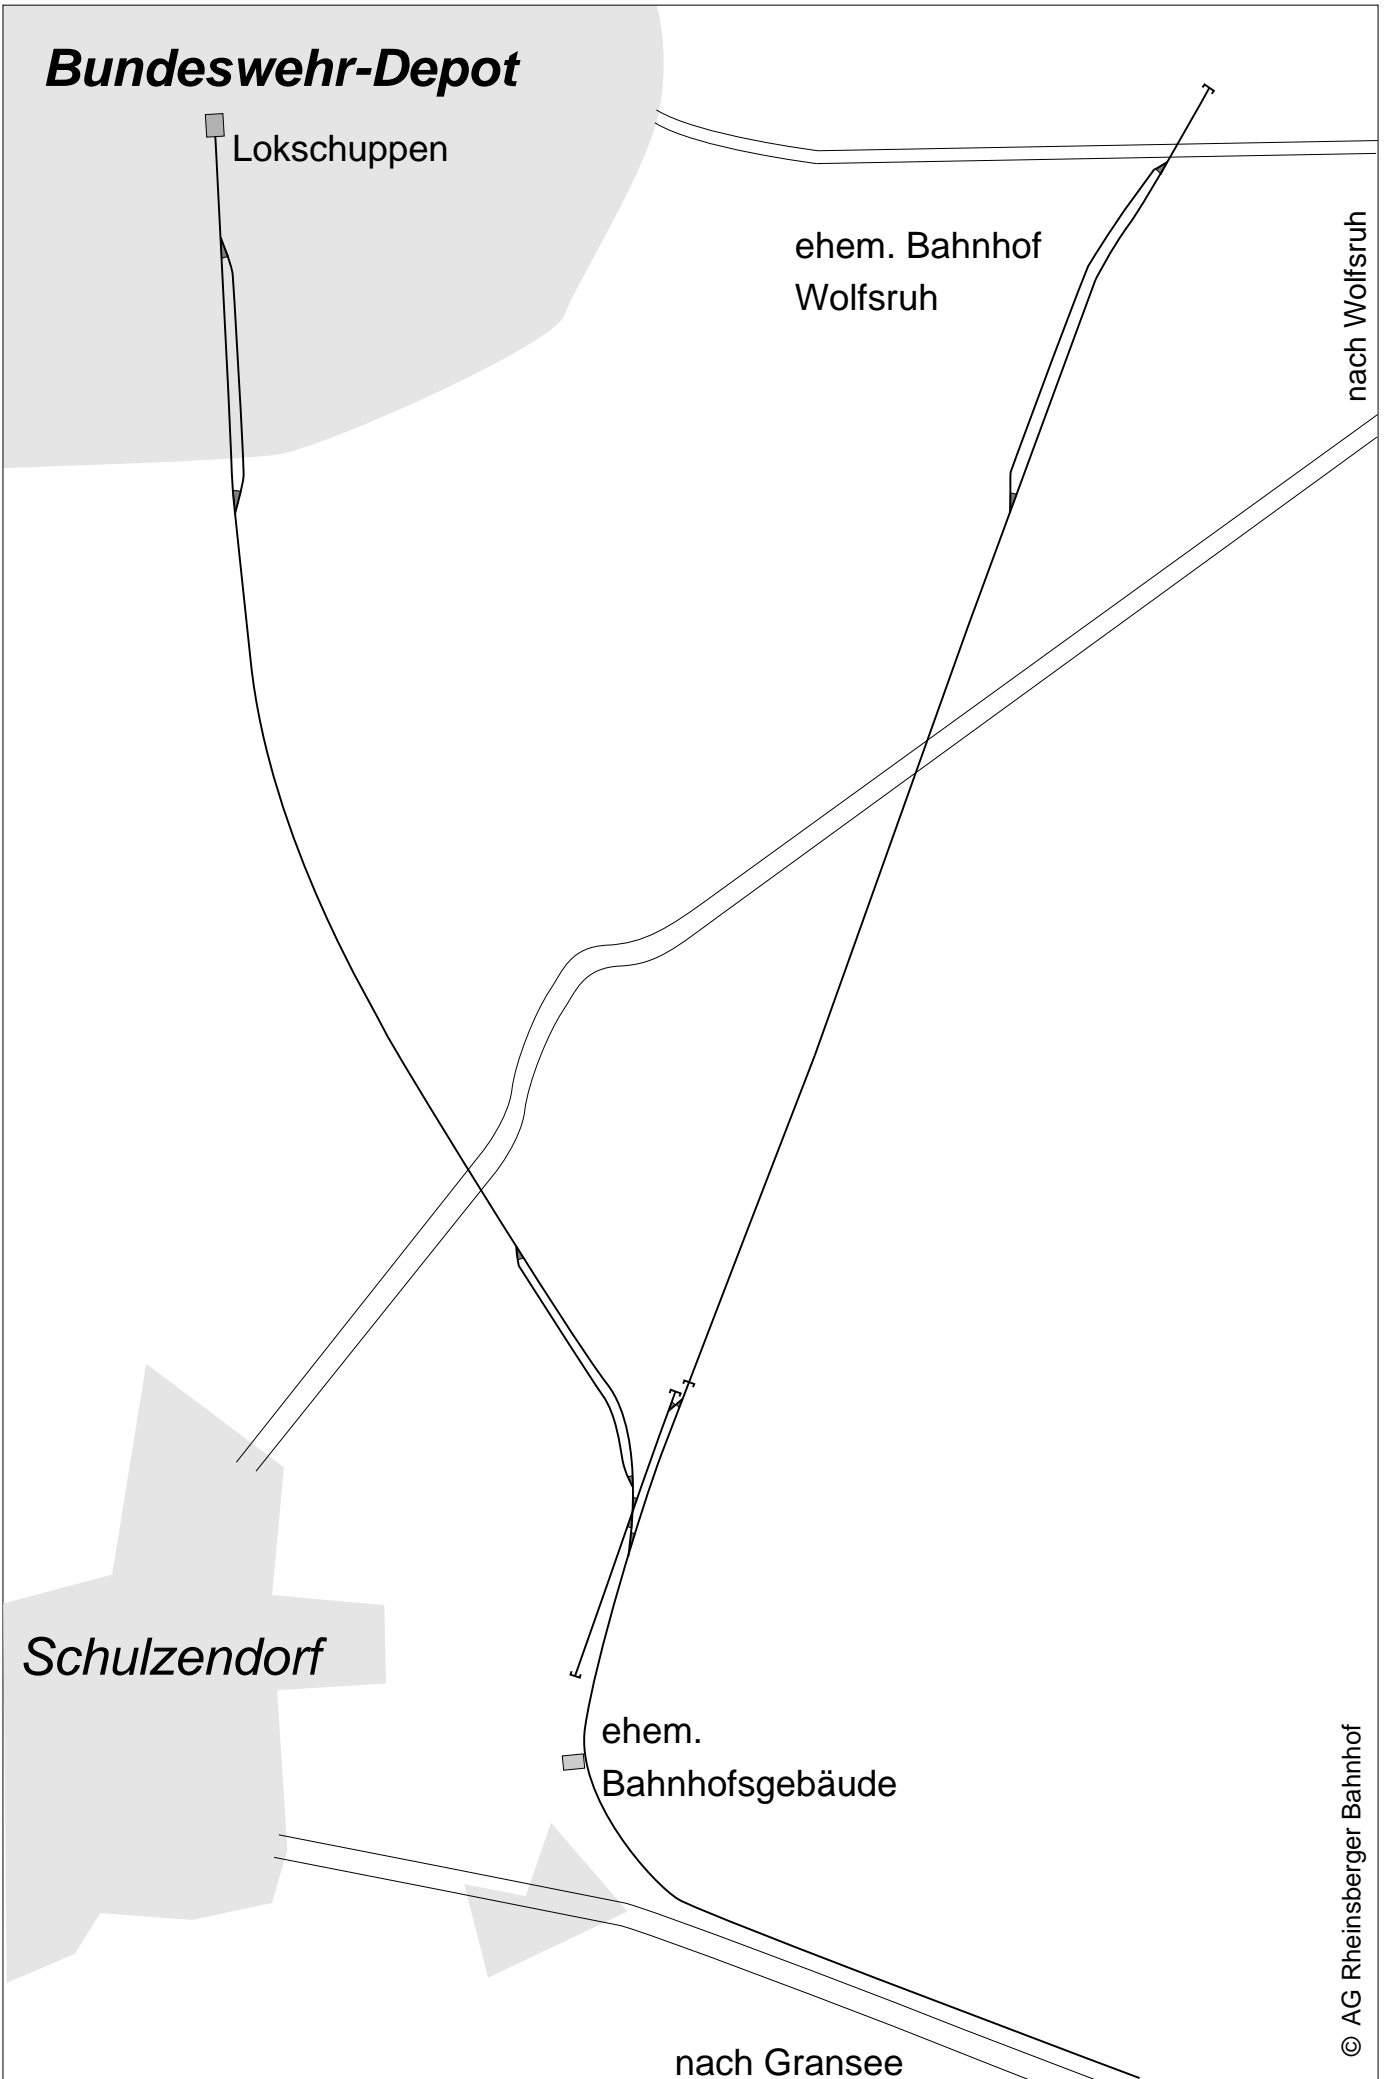 Bundeswehr-Depot
Lokschuppen
ehem. Bahnhof
Wolfsruh
nach Wolfsruh
Schulzendorf
ehem.
Bahnhofsgebäude
nach Gransee
© AG Rheinsberger Bahnhof